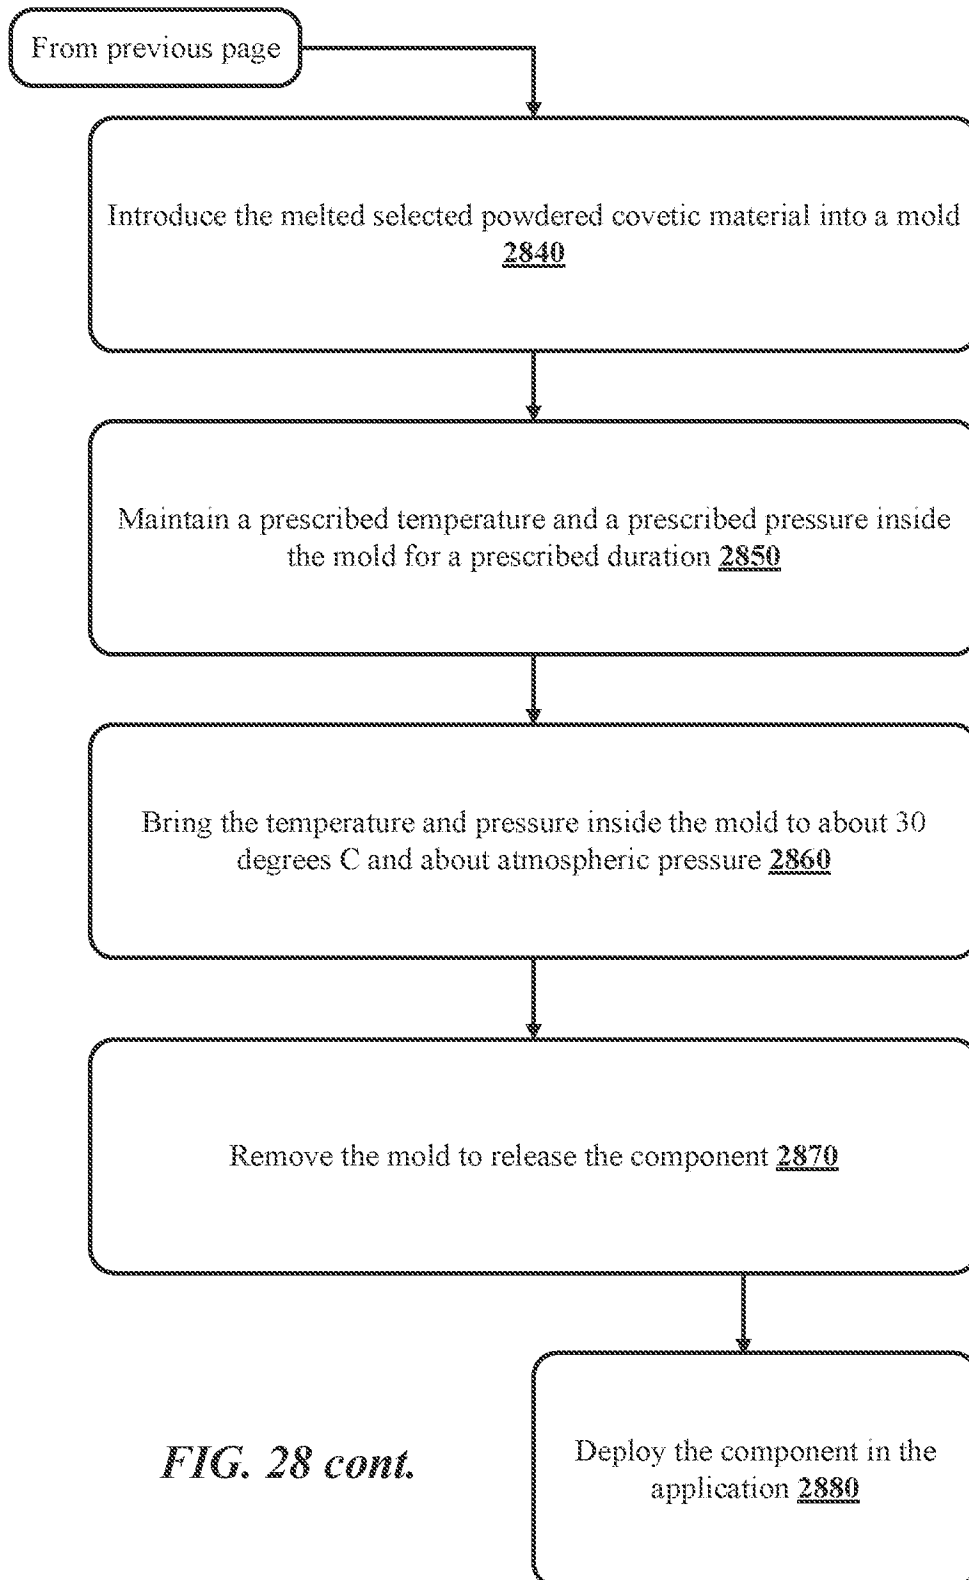 From previous page
Introduce the melted selected powdered covetic material into a mold
2840
Maintain a prescribed temperature and a prescribed pressure inside
the mold for a prescribed duration 2850
Bring the temperature and pressure inside the mold to about 30
degrees C and about atmospheric pressure 2860
Remove the mold to release the component 2870
Deploy the component in the
application 2880
FIG. 28 cont.